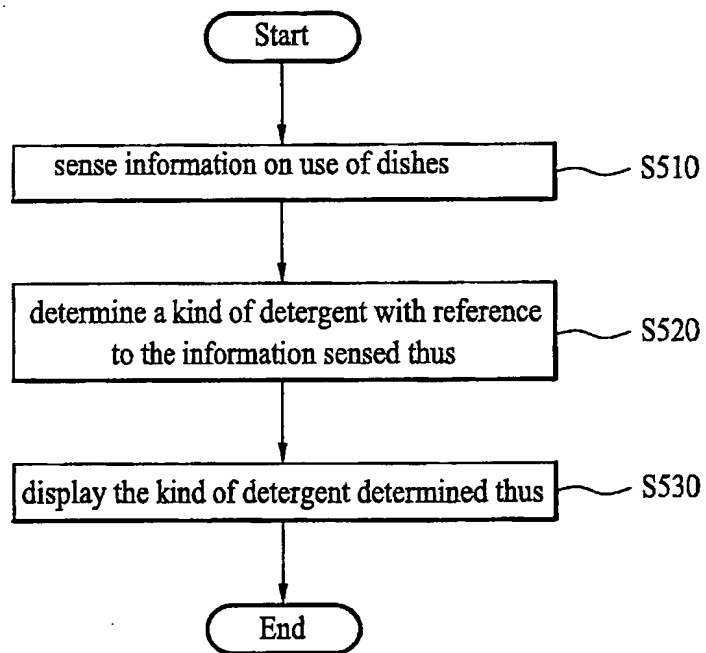 Start
sense information on use of dishes
S510
determine a kind of detergent with reference
to the information sensed thus
S520
display the kind of detergent determined thus
S530
End